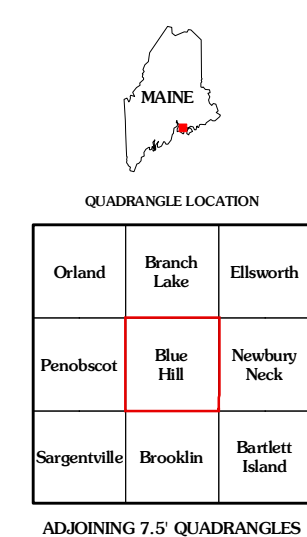 MAINE
QUADRANGLE LOCATION
Orland
Branch
Lake
Ellsworth
Penobscot
Blue
Hill
Newbury
Neck
Sargentville
Brooklin
Bartlett
Island
ADJOINING 7.5' QUADRANGLES